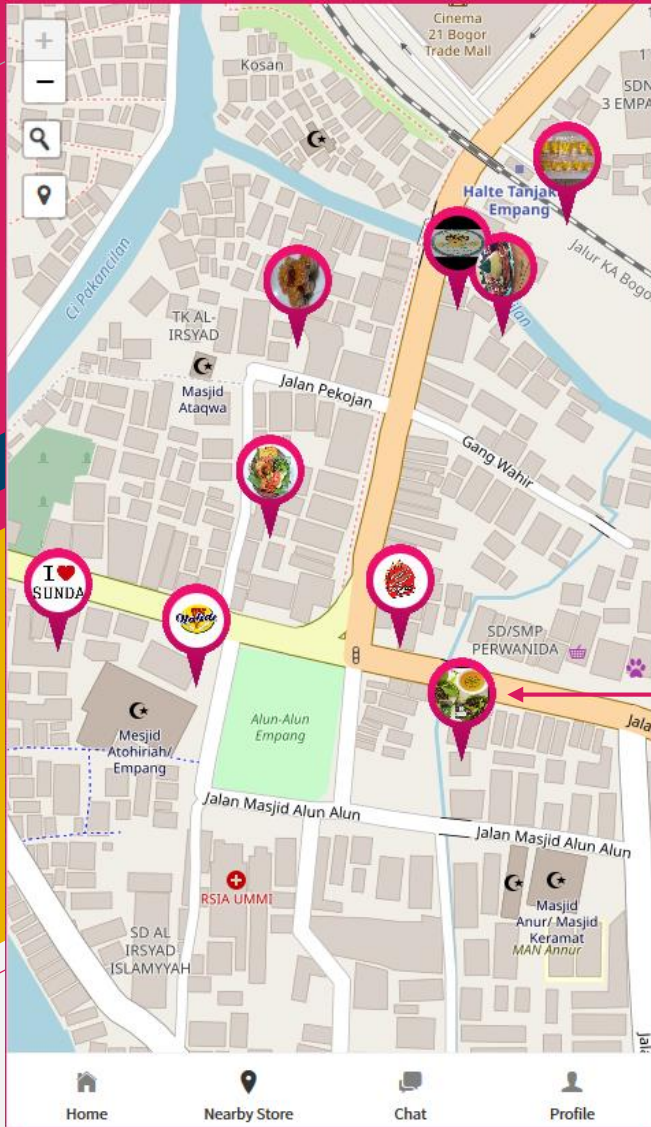 +
−
Cinema
21 Bogor
Trade Mall
Kosan
SDN
3 EMPA
Halte Tanjak
Empang
Jalur KA Bogo
Ci Pakancilan
TK AL-
IRSYAD
Masjid
Ataqwa
Jalan Pekojan
Gang Wahir
I ♥
SUNDA
SD/SMP
PERWANIDA
Mesjid
Atohiriah/
Empang
Alun-Alun
Empang
Jala
Jalan Masjid Alun Alun
Jalan Masjid Alun Alun
RSIA UMMI
Masjid
Anur/Masjid
Keramat
MAN Annur
SD AL
IRSYAD
ISLAMYYAH
Home
Nearby Store
Chat
Profile